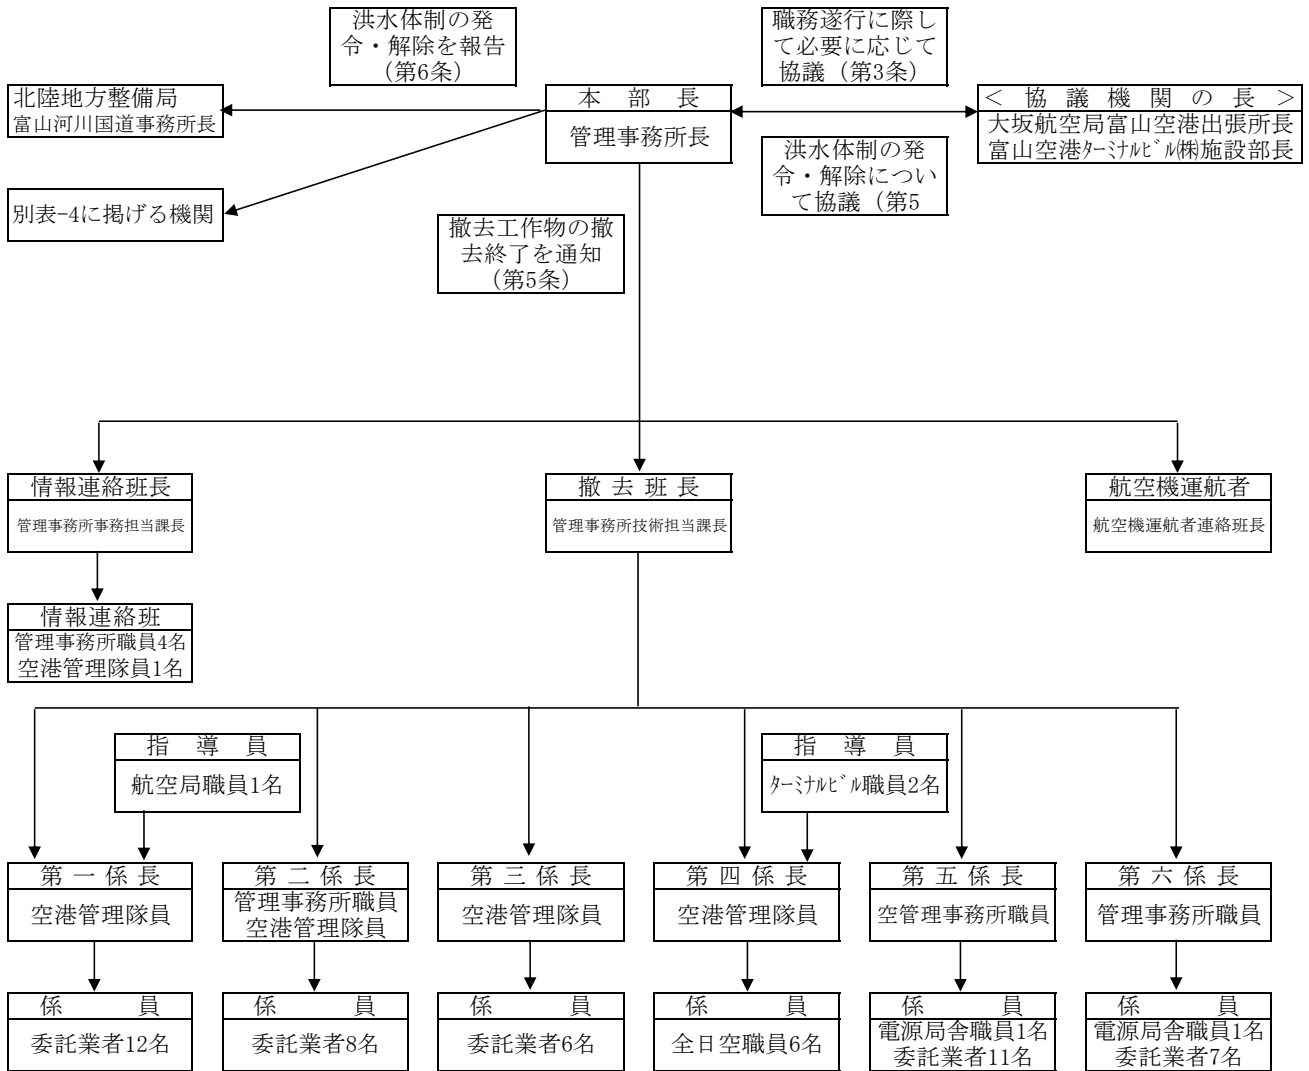 洪水体制の発
令・解除を報告
（第6条）
職務遂行に際し
て必要に応じて
協議（第3条）
北陸地方整備局
富山河川国道事務所長
本　部　長
管理事務所長
＜　協　議　機　関　の　長　＞
大坂航空局富山空港出張所長
富山空港ﾀｰﾐﾅﾙﾋﾞﾙ㈱施設部長
洪水体制の発
令・解除につい
て協議（第5
別表-4に掲げる機関
撤去工作物の撤
去終了を通知
（第5条）
情報連絡班長
管理事務所事務担当課長
撤 去 班 長
管理事務所技術担当課長
航空機運航者
航空機運航者連絡班長
情報連絡班
管理事務所職員4名
空港管理隊員1名
指　導　員
航空局職員1名
指　導　員
ﾀｰﾐﾅﾙﾋﾞﾙ職員2名
第 一 係 長
空港管理隊員
第 二 係 長
管理事務所職員
空港管理隊員
第 三 係 長
空港管理隊員
第 四 係 長
空港管理隊員
第 五 係 長
空管理事務所職員
第 六 係 長
管理事務所職員
係　　　員
委託業者12名
係　　　員
委託業者8名
係　　　員
委託業者6名
係　　　員
全日空職員6名
係　　　員
電源局舎職員1名
委託業者11名
係　　　員
電源局舎職員1名
委託業者7名